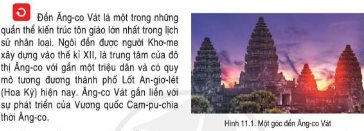 Đền Ăng-co Vát là một trong những
quần thể kiến trúc tôn giáo lớn nhất trong lịch
sử nhân loại. Ngôi đền được người Khơ-me
xây dựng vào thế kỉ XII, là trung tâm của đô
thị Ăng-co với gần một triệu dân và có quy
mô tương đương thành phố Lốt An-giơ-lét
(Hoa Kỳ) hiện nay. Ăng-co Vát gắn liền với
sự phát triển của Vương quốc Cam-pu-chia
thời Ăng-co.
Hình 11.1. Một góc đền Ăng-co Vát